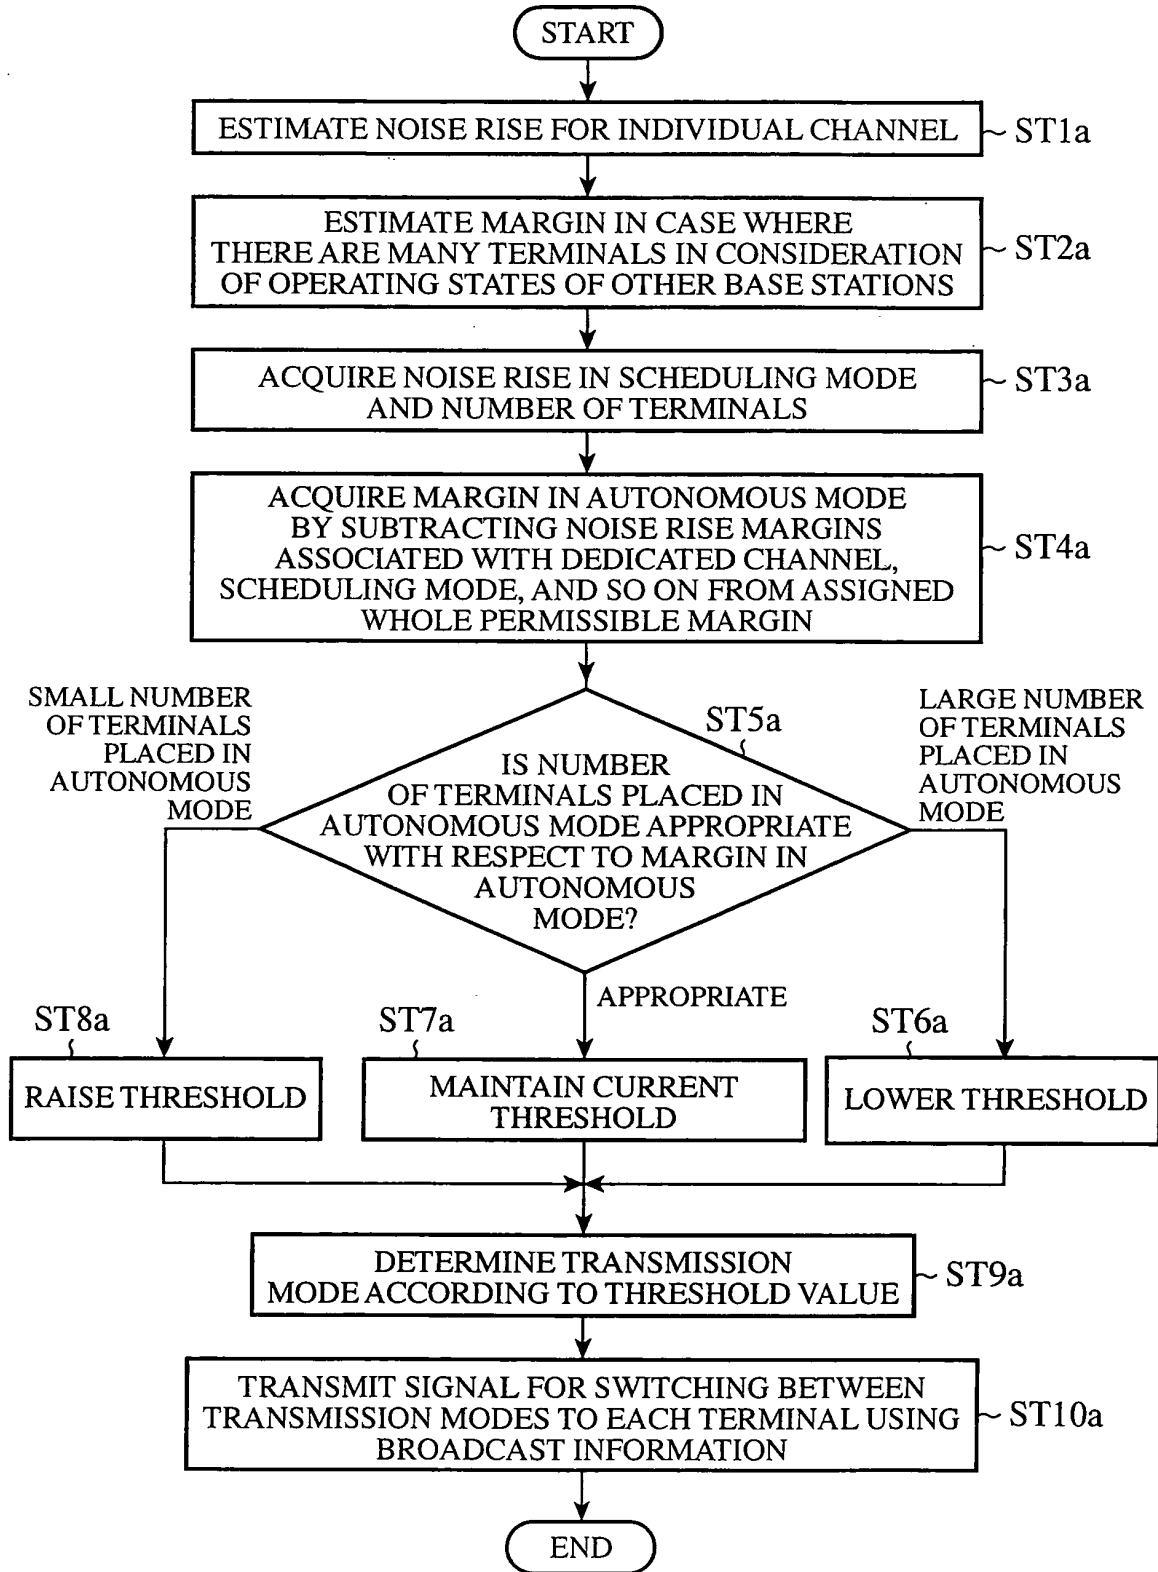 START
ESTIMATE NOISE RISE FOR INDIVIDUAL CHANNEL
ST1a
ESTIMATE MARGIN IN CASE WHERE
THERE ARE MANY TERMINALS IN CONSIDERATION
OF OPERATING STATES OF OTHER BASE STATIONS
ST2a
ACQUIRE NOISE RISE IN SCHEDULING MODE
AND NUMBER OF TERMINALS
ST3a
ACQUIRE MARGIN IN AUTONOMOUS MODE
BY SUBTRACTING NOISE RISE MARGINS
ASSOCIATED WITH DEDICATED CHANNEL,
SCHEDULING MODE, AND SO ON FROM ASSIGNED
WHOLE PERMISSIBLE MARGIN
ST4a
SMALL NUMBER
OF TERMINALS
PLACED IN
AUTONOMOUS
MODE
ST5a
IS NUMBER
OF TERMINALS PLACED IN
AUTONOMOUS MODE APPROPRIATE
WITH RESPECT TO MARGIN IN
AUTONOMOUS
MODE?
LARGE NUMBER
OF TERMINALS
PLACED IN
AUTONOMOUS
MODE
APPROPRIATE
ST8a
RAISE THRESHOLD
ST7a
MAINTAIN CURRENT
THRESHOLD
ST6a
LOWER THRESHOLD
DETERMINE TRANSMISSION
MODE ACCORDING TO THRESHOLD VALUE
ST9a
TRANSMIT SIGNAL FOR SWITCHING BETWEEN
TRANSMISSION MODES TO EACH TERMINAL USING
BROADCAST INFORMATION
ST10a
END